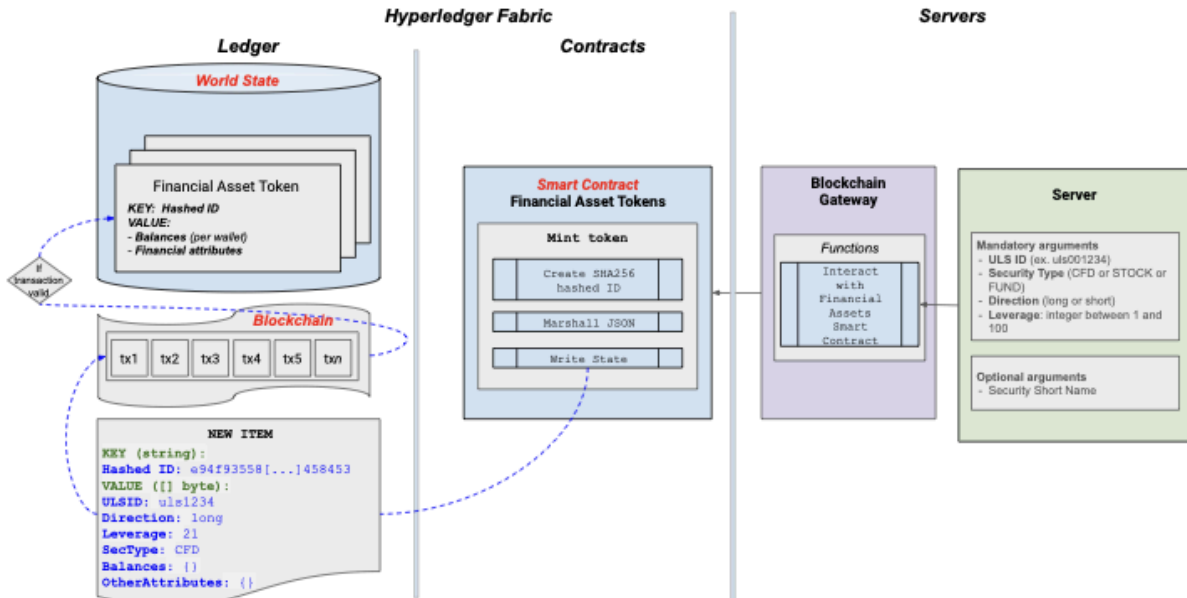 Hyperledger Fabric
Servers
Ledger
Contracts
World State
Financial Asset Token
KEY: Hashed ID
VALUE:
- Balances (per wallet)
- Financial attributes
If
transaction
valid
Blockchain
tx1 tx2 tx3 tx4 tx5 txn
NEW ITEM
KEY (string):
Hashed ID: e94f93558[...]458453
VALUE ([] byte):
ULSID: uls1234
Direction: long
Leverage: 21
SecType: CFD
Balances: {}
OtherAttributes: {}
Smart Contract
Financial Asset Tokens
Mint token
Create SHA256
hashed ID
Marshall JSON
Write State
Blockchain
Gateway
Functions
Interact
with
Financial
Assets
Smart
Contract
Server
Mandatory arguments
- ULS ID (ex. uls001234)
- Security Type (CFD or STOCK or
FUND)
- Direction (long or short)
- Leverage: integer between 1 and
100
Optional arguments
- Security Short Name